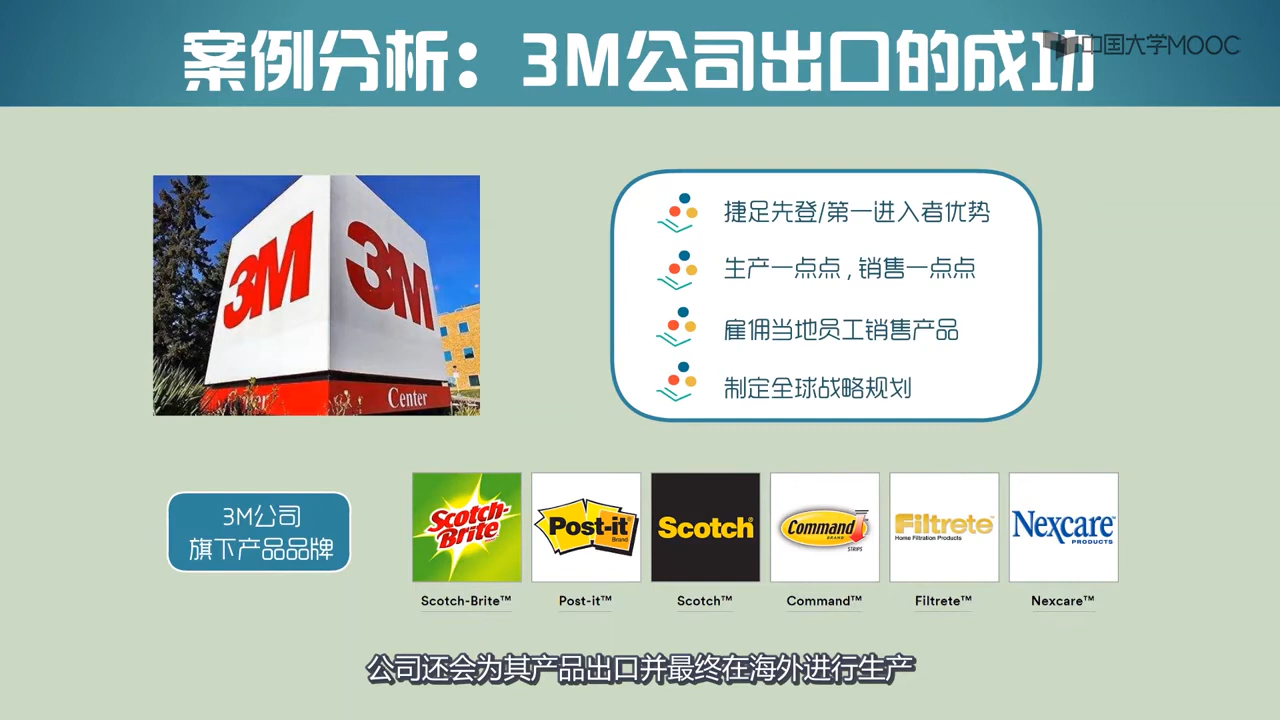 案例分析：3M公司出口的成功
中国大学MOOC
3M
3M
Center
Center
捷足先登/第一进入者优势
生产一点点，销售一点点
雇佣当地员工销售产品
制定全球战略规划
3M公司
旗下产品品牌
Scotch-Brite
Post-it
Brand
Scotch
Command
BRAND
STRIPS
Filtrete
Home Filtration Products
Nexcare
PRODUCTS
Scotch-Brite™
Post-it™
Scotch™
Command™
Filtrete™
Nexcare™
公司还会为其产品出口并最终在海外进行生产